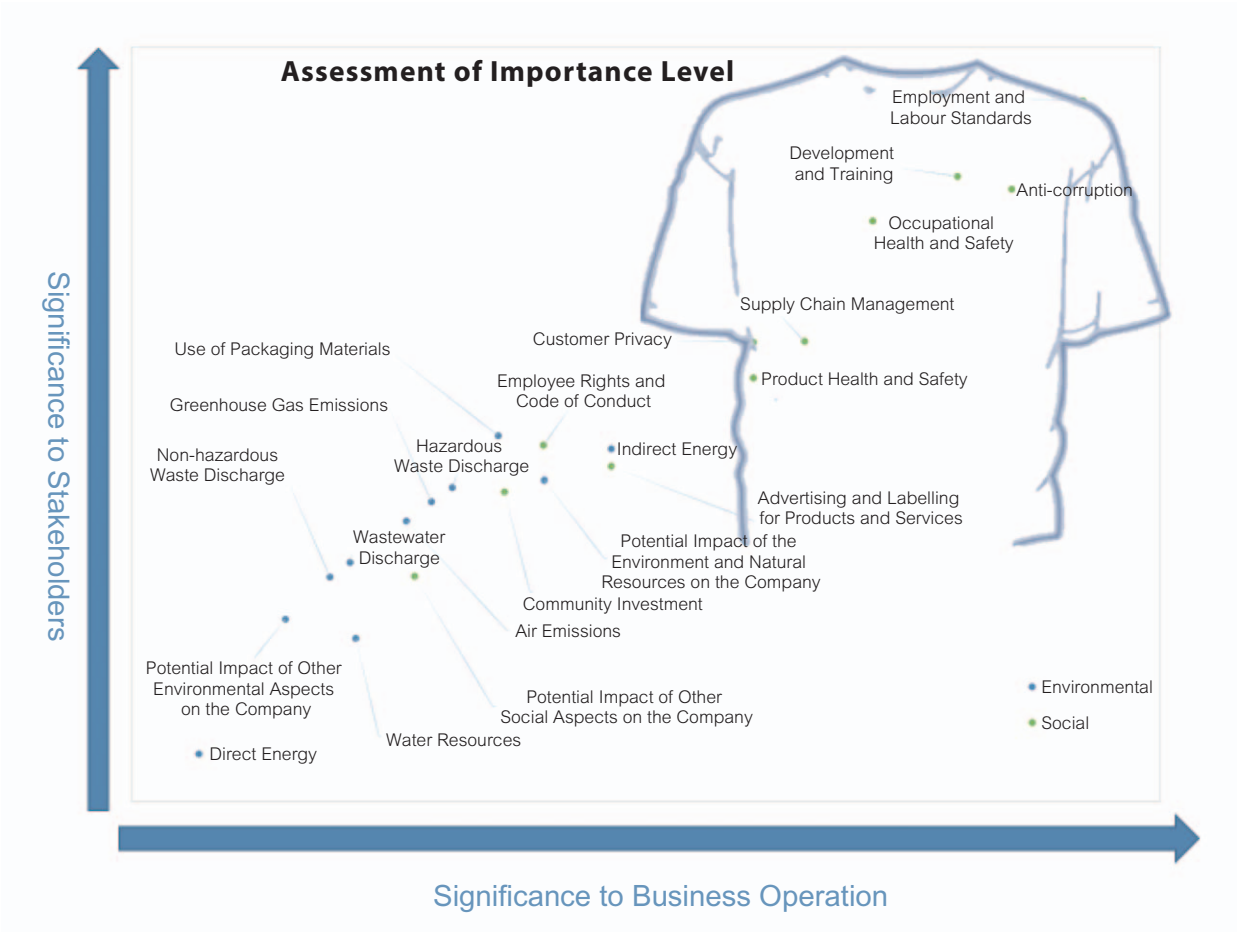 Assessment of Importance Level
Employment and
Labour Standards
Development
and Training
Anti-corruption
Occupational
Health and Safety
Supply Chain Management
Customer Privacy
Use of Packaging Materials
Product Health and Safety
Employee Rights and
Code of Conduct
Greenhouse Gas Emissions
Hazardous
Waste Discharge
Indirect Energy
Non-hazardous
Waste Discharge
Advertising and Labelling
for Products and Services
Wastewater
Discharge
Potential Impact of the
Environment and Natural
Resources on the Company
Community Investment
Air Emissions
Potential Impact of Other
Environmental Aspects
on the Company
Potential Impact of Other
Social Aspects on the Company
Water Resources
Direct Energy
Environmental
Social
Significance to Stakeholders
Significance to Business Operation